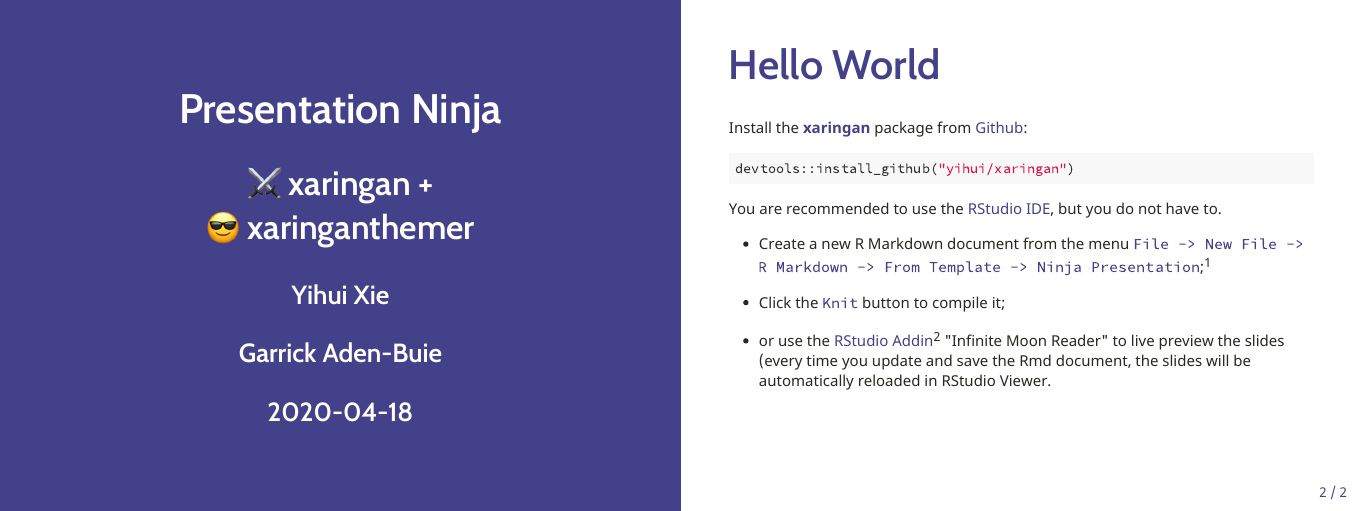 Presentation Ninja
⚔ xaringan +
😎 xaringanthemer
Yihui Xie
Garrick Aden-Buie
2020-04-18
Hello World
Install the xaringan package from Github:
devtools::install_github("yihui/xaringan")
You are recommended to use the RStudio IDE, but you do not have to.
• Create a new R Markdown document from the menu File -> New File ->
R Markdown -> From Template -> Ninja Presentation;1
• Click the Knit button to compile it;
• or use the RStudio Addin2 "Infinite Moon Reader" to live preview the slides
(every time you update and save the Rmd document, the slides will be
automatically reloaded in RStudio Viewer.
2 / 2